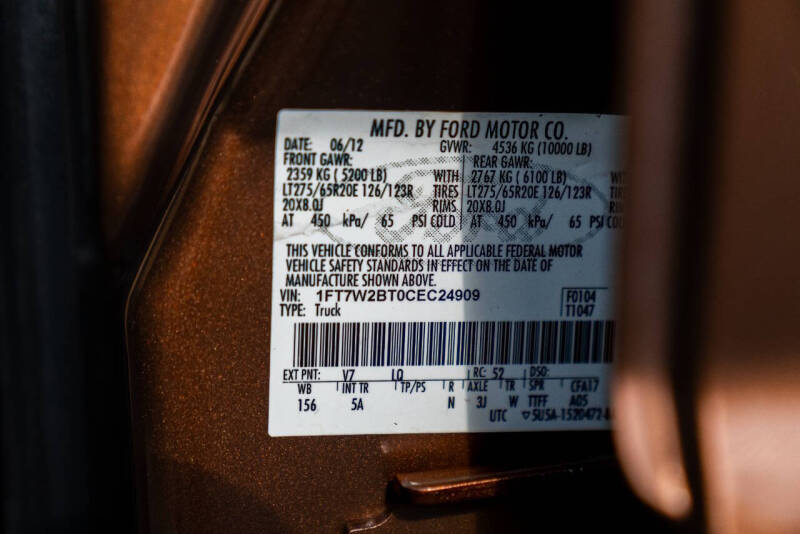 MFD. BY FORD MOTOR CO.
DATE: 06/12 GVWR: 4536 KG (10000 LB)
FRONT GAWR: REAR GAWR:
2359 KG ( 5200 LB) WITH 2767 KG ( 6100 LB)
LT275/65R20E 126/123R TIRES LT275/65R20E 126/123R
20X8.0J RIMS 20X8.0J
AT 450 kPa/ 65 PSI COLD AT 450 kPa/ 65 PSI
THIS VEHICLE CONFORMS TO ALL APPLICABLE FEDERAL MOTOR
VEHICLE SAFETY STANDARDS IN EFFECT ON THE DATE OF
MANUFACTURE SHOWN ABOVE.
VIN: 1FT7W2BT0CEC24909 F0104
TYPE: Truck T1047
EXT PNT: V7 LQ RC: 52 DSO:
WB INT TR TP/PS R AXLE TR SPR CFA17
156 5A N 3J W TTFF A05
UTC ▽5U5A-1520472-